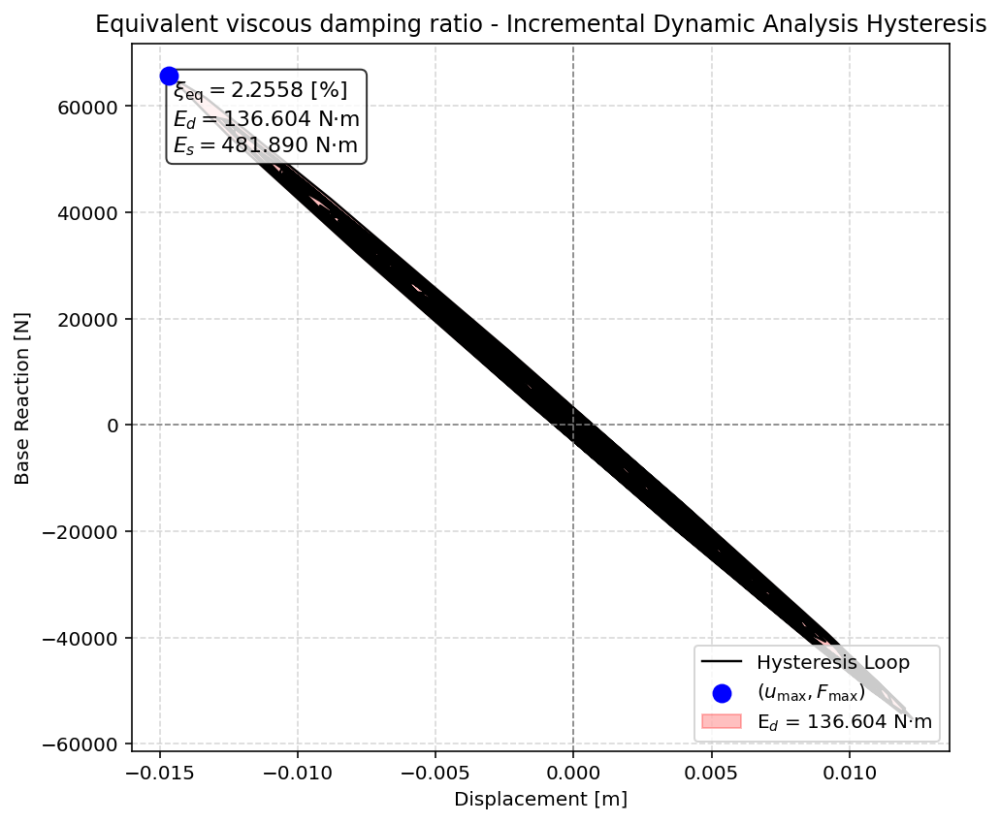 Equivalent viscous damping ratio - Incremental Dynamic Analysis Hysteresis
ξeq = 2.2558 [%]
Ed = 136.604 N·m
Es = 481.890 N·m
60000
40000
20000
0
−20000
−40000
−60000
Base Reaction [N]
Hysteresis Loop
(umax, Fmax)
Ed = 136.604 N·m
−0.015
−0.010
−0.005
0.000
0.005
0.010
Displacement [m]